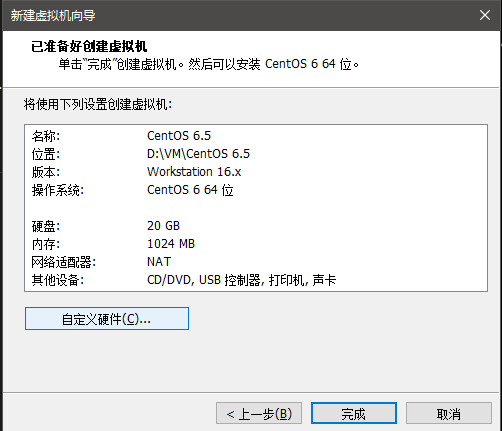 新建虚拟机向导
已准备好创建虚拟机
单击“完成”创建虚拟机。然后可以安装 CentOS 6 64 位。
将使用下列设置创建虚拟机:
名称: CentOS 6.5
位置: D:\VM\CentOS 6.5
版本: Workstation 16.x
操作系统: CentOS 6 64 位
硬盘: 20 GB
内存: 1024 MB
网络适配器: NAT
其他设备: CD/DVD, USB 控制器, 打印机, 声卡
自定义硬件(C)...
< 上一步(B) 完成 取消